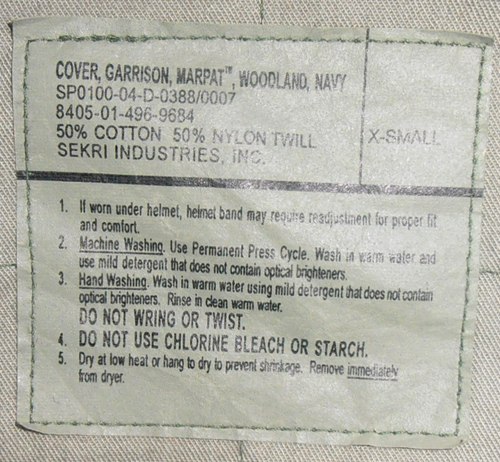 COVER, GARRISON, MARPAT™, WOODLAND, NAVY
SP0100-04-D-0388/0007
8405-01-496-9684
50% COTTON 50% NYLON TWILL
SEKRI INDUSTRIES, INC.
X-SMALL
1. If worn under helmet, helmet band may require readjustment for proper fit
and comfort.
2. Machine Washing. Use Permanent Press Cycle. Wash in warm water and
use mild detergent that does not contain optical brighteners.
3. Hand Washing. Wash in warm water using mild detergent that does not contain
optical brighteners. Rinse in clean warm water.
DO NOT WRING OR TWIST.
4. DO NOT USE CHLORINE BLEACH OR STARCH.
5. Dry at low heat or hang to dry to prevent shrinkage. Remove immediately
from dryer.